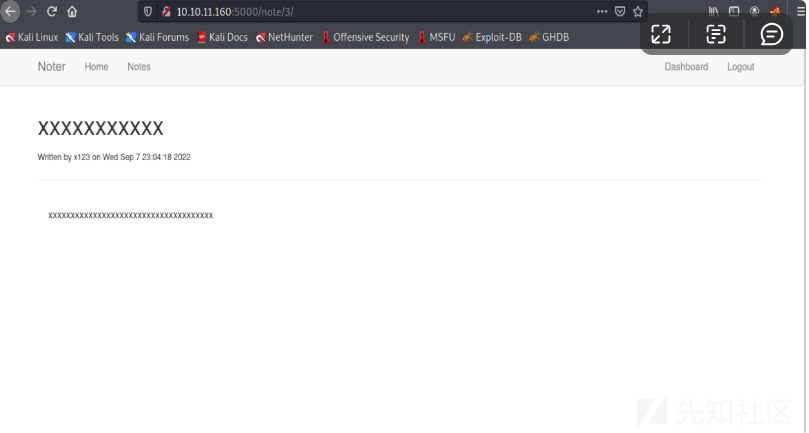 10.10.11.160:5000/note/3/
Kali Linux Kali Tools Kali Forums Kali Docs NetHunter Offensive Security MSFU Exploit-DB GHDB
Noter Home Notes Dashboard Logout
XXXXXXXXXXX
Written by x123 on Wed Sep 7 23:04:18 2022
xxxxxxxxxxxxxxxxxxxxxxxxxxxxxxxxxxxxx
先知社区